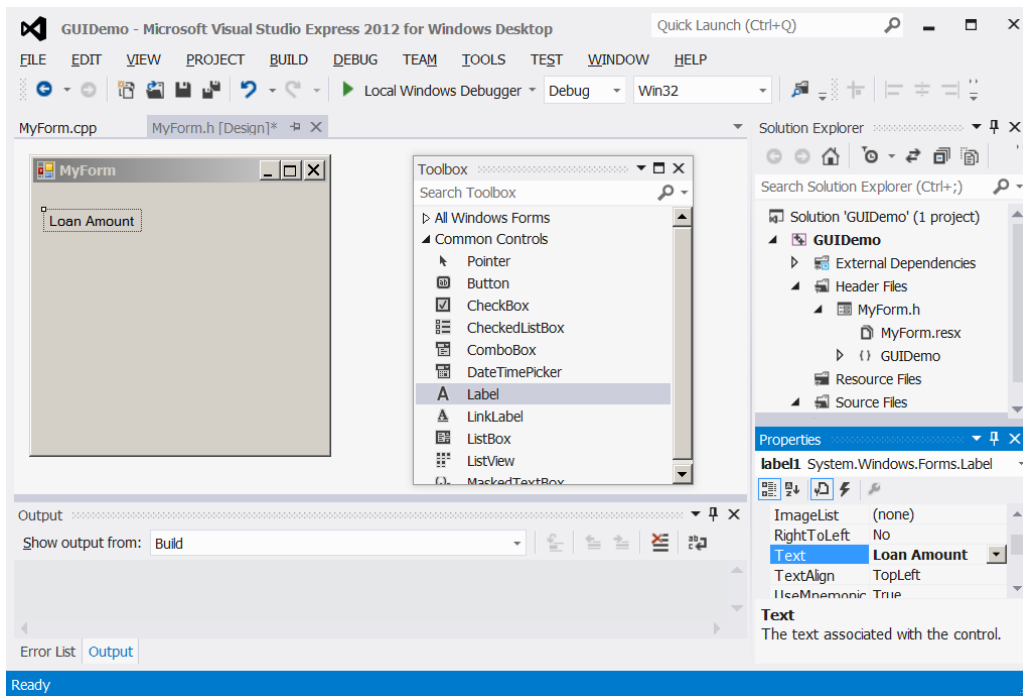 GUIDemo - Microsoft Visual Studio Express 2012 for Windows Desktop
Quick Launch (Ctrl+Q)
FILE EDIT VIEW PROJECT BUILD DEBUG TEAM TOOLS TEST WINDOW HELP
Local Windows Debugger Debug Win32
MyForm.cpp MyForm.h [Design]*
MyForm
Loan Amount
Toolbox
Search Toolbox
All Windows Forms
Common Controls
Pointer
Button
CheckBox
CheckedListBox
ComboBox
DateTimePicker
Label
LinkLabel
ListBox
ListView
MaskedTextBox
Solution Explorer
Search Solution Explorer (Ctrl+;)
Solution 'GUIDemo' (1 project)
GUIDemo
External Dependencies
Header Files
MyForm.h
MyForm.resx
GUIDemo
Resource Files
Source Files
Properties
label1 System.Windows.Forms.Label
ImageList (none)
RightToLeft No
Text Loan Amount
TextAlign TopLeft
UseMnemonic True
Text
The text associated with the control.
Output
Show output from: Build
Error List Output
Ready